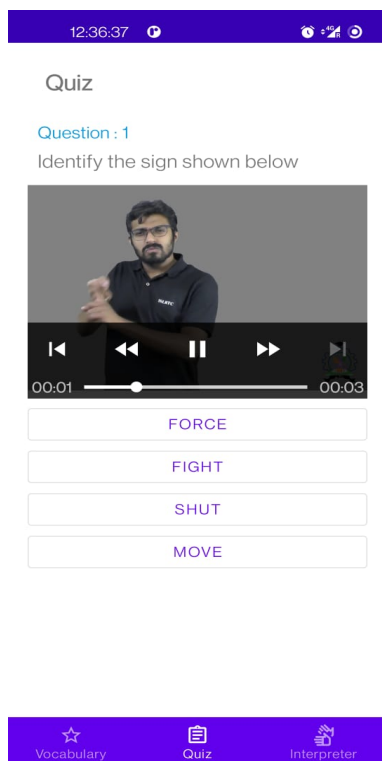 12:36:37
4G
R
Quiz
Question : 1
Identify the sign shown below
00:01
00:03
FORCE
FIGHT
SHUT
MOVE
Vocabulary
Quiz
Interpreter